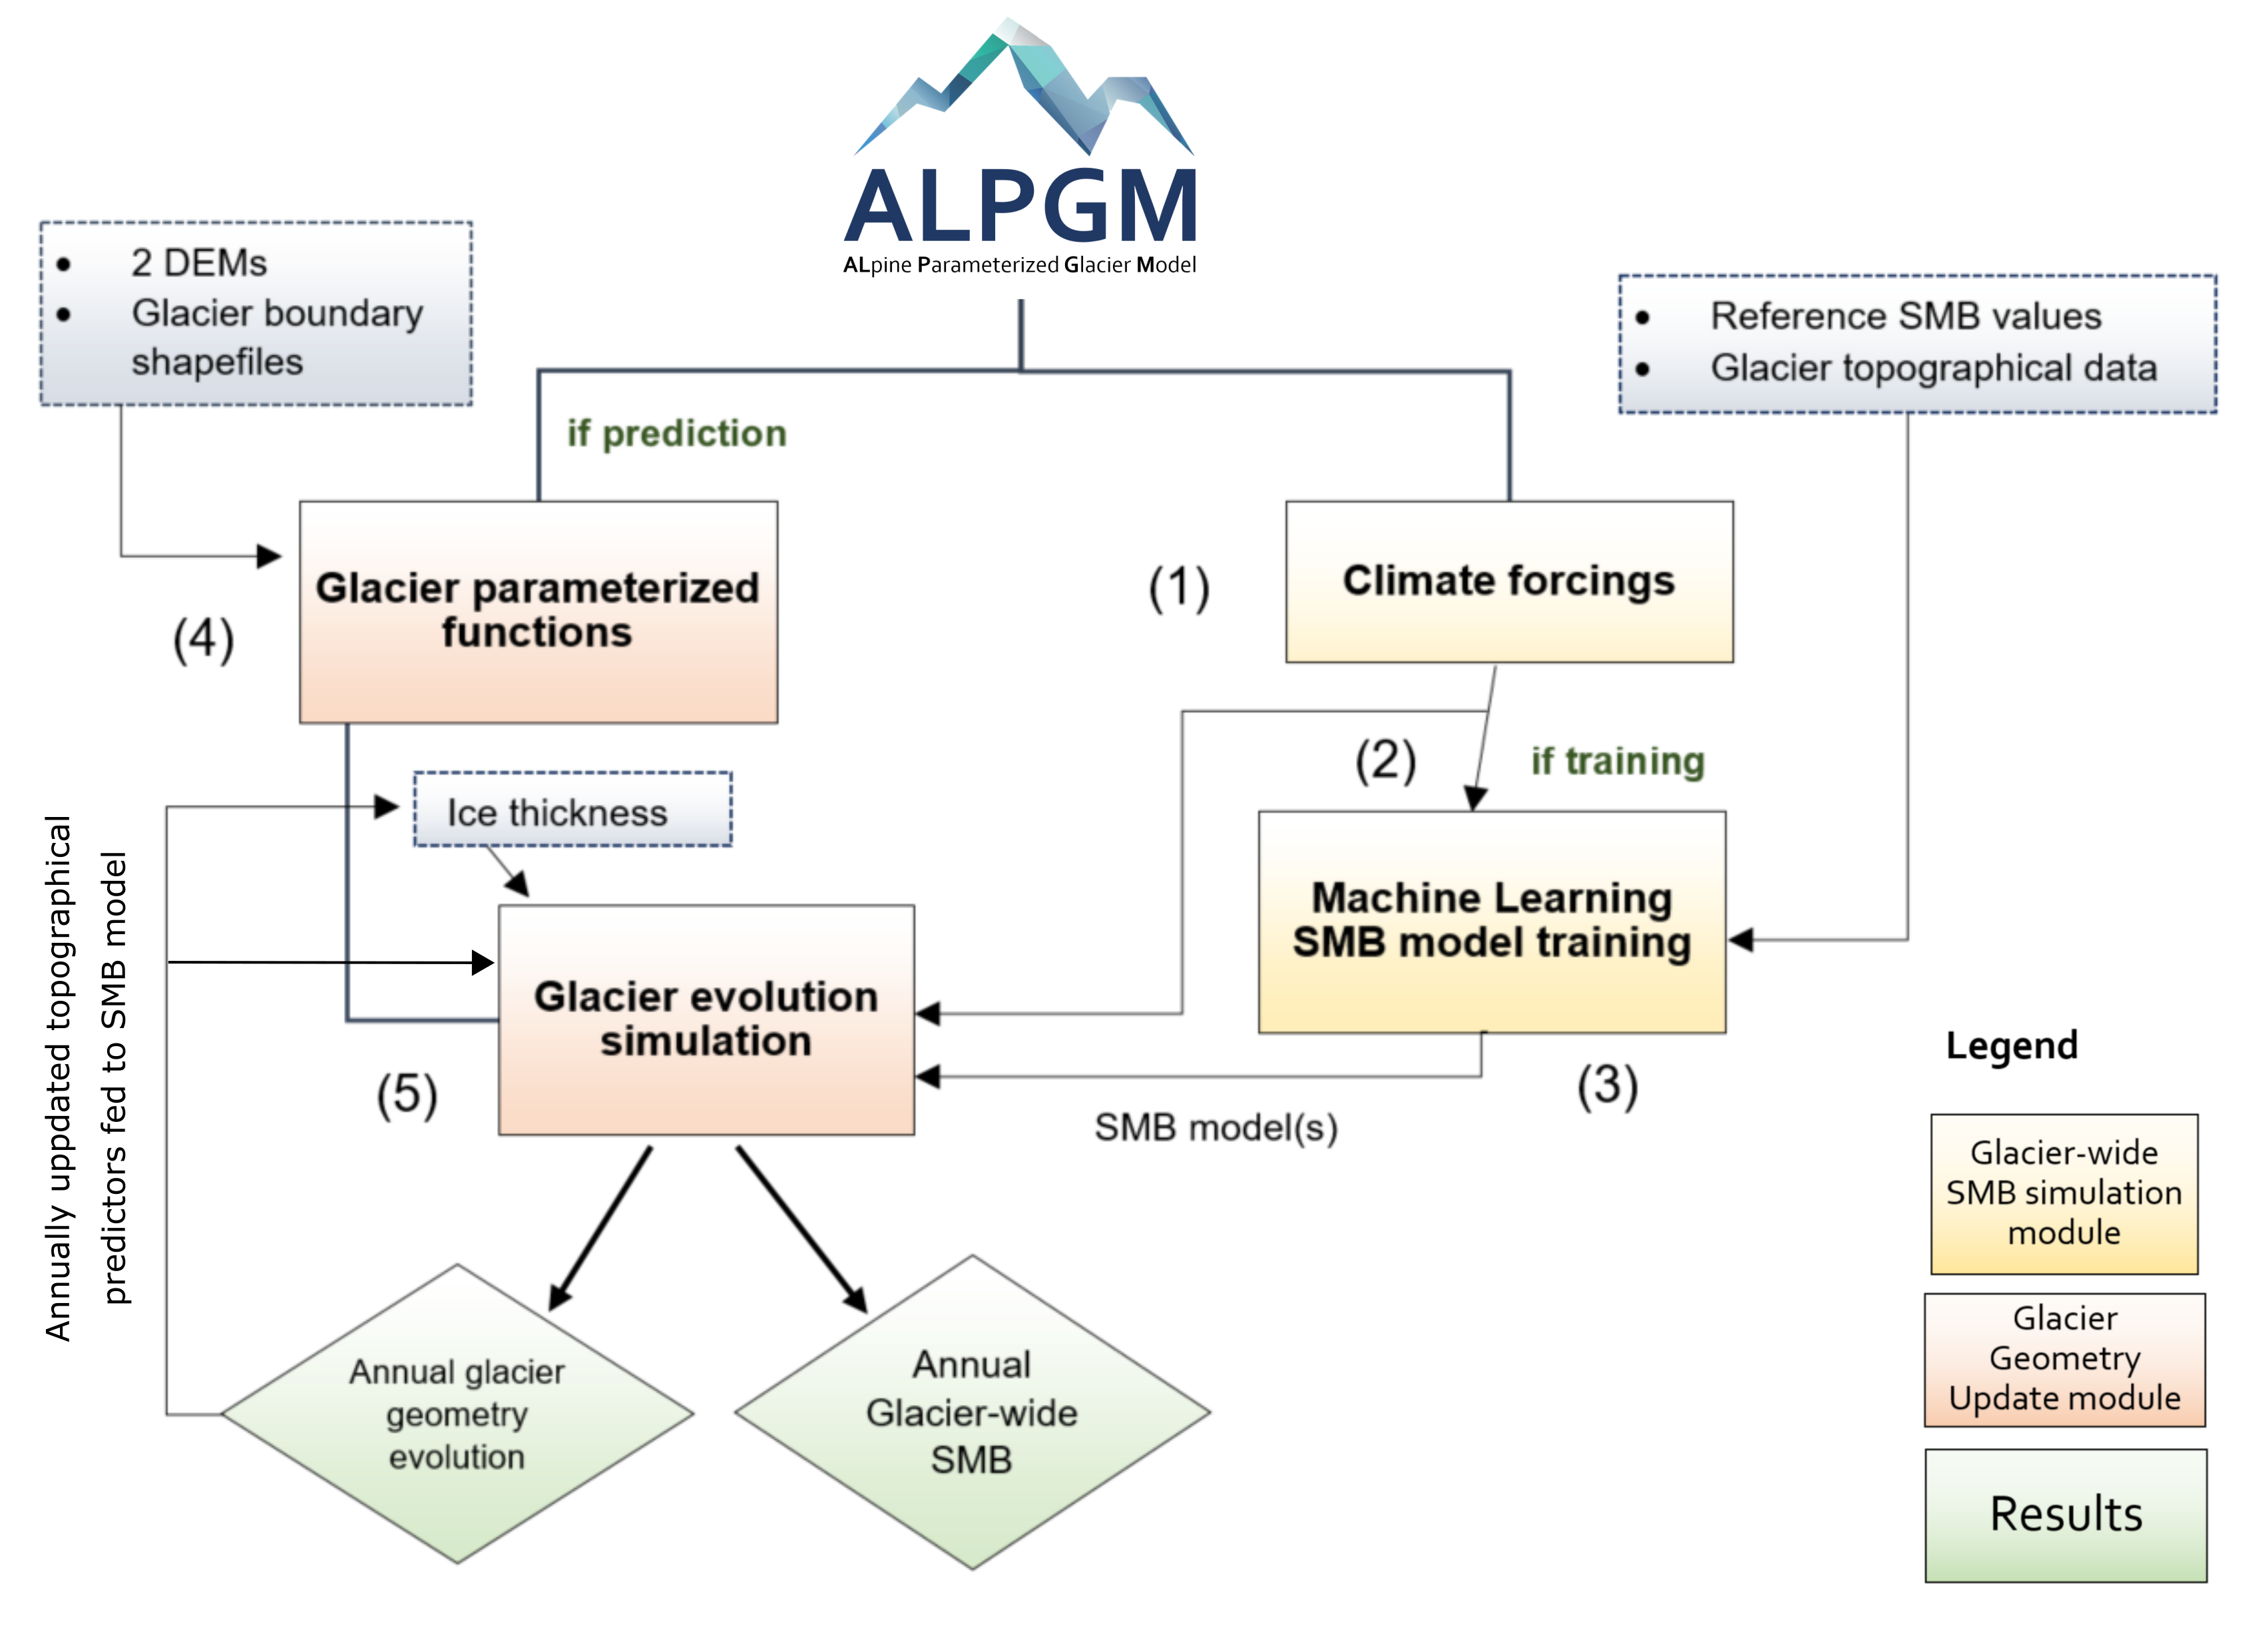 ALPGM
ALpine Parameterized Glacier Model
• 2 DEMs
• Glacier boundary
shapefiles
• Reference SMB values
• Glacier topographical data
if prediction
Glacier parameterized
functions
(4)
(1)
Climate forcings
(2)
if training
Ice thickness
Machine Learning
SMB model training
(3)
Glacier evolution
simulation
(5)
SMB model(s)
Annually updated topographical
predictors fed to SMB model
Annual glacier
geometry
evolution
Annual
Glacier-wide
SMB
Legend
Glacier-wide
SMB simulation
module
Glacier
Geometry
Update module
Results